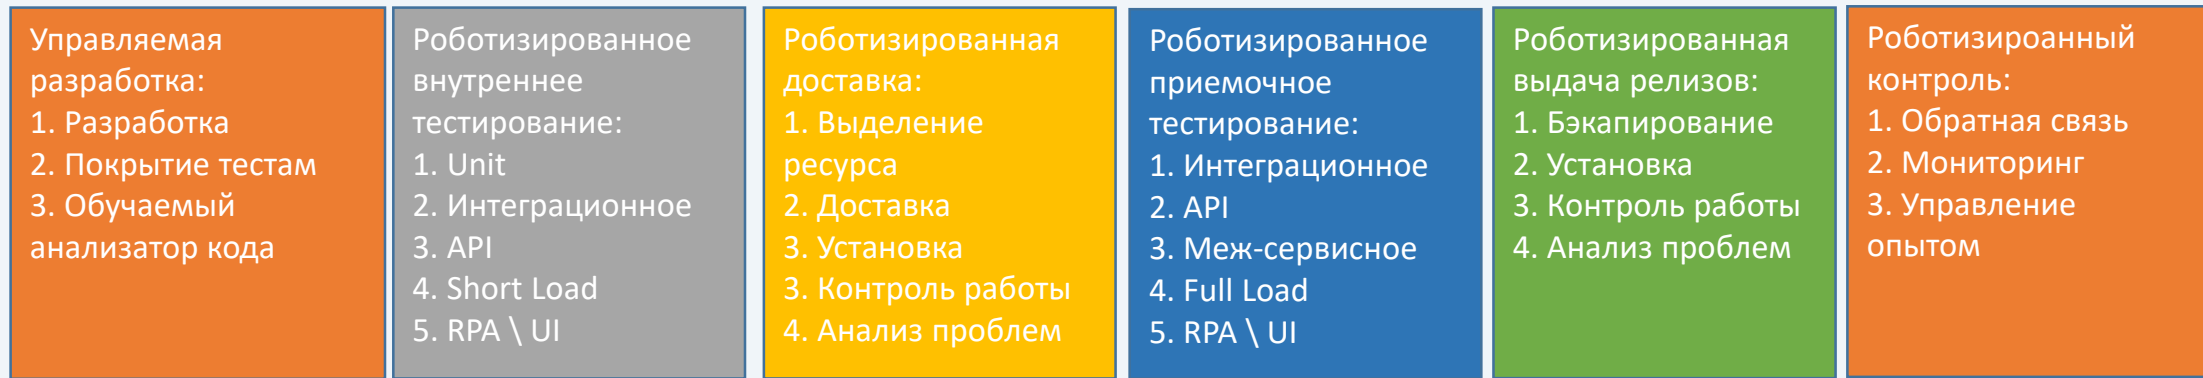 Управляемая
разработка:
1. Разработка
2. Покрытие тестам
3. Обучаемый
анализатор кода
Роботизированное
внутреннее
тестирование:
1. Unit
2. Интеграционное
3. API
4. Short Load
5. RPA \ UI
Роботизированная
доставка:
1. Выделение
ресурса
2. Доставка
3. Установка
3. Контроль работы
4. Анализ проблем
Роботизированное
приемочное
тестирование:
1. Интеграционное
2. API
3. Меж-сервисное
4. Full Load
5. RPA \ UI
Роботизированная
выдача релизов:
1. Бэкапирование
2. Установка
3. Контроль работы
4. Анализ проблем
Роботизироанный
контроль:
1. Обратная связь
2. Мониторинг
3. Управление
опытом